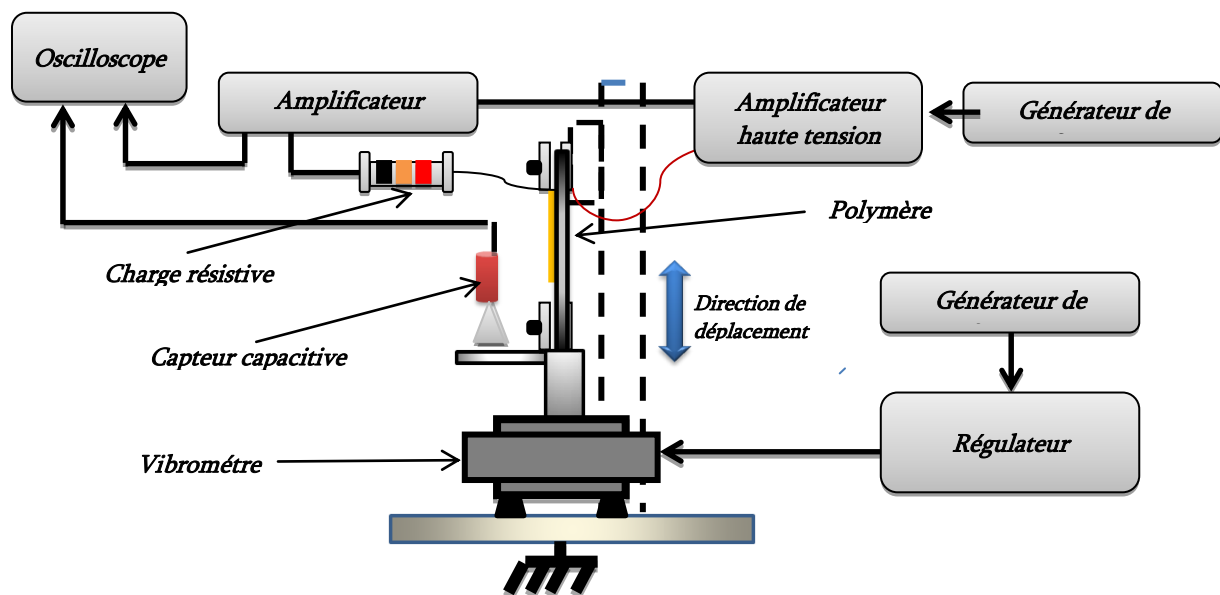 Oscilloscope
Amplificateur
Amplificateur
haute tension
Générateur de
Polymère
Charge résistive
Direction de
déplacement
Générateur de
Capteur capacitive
Régulateur
Vibrométre